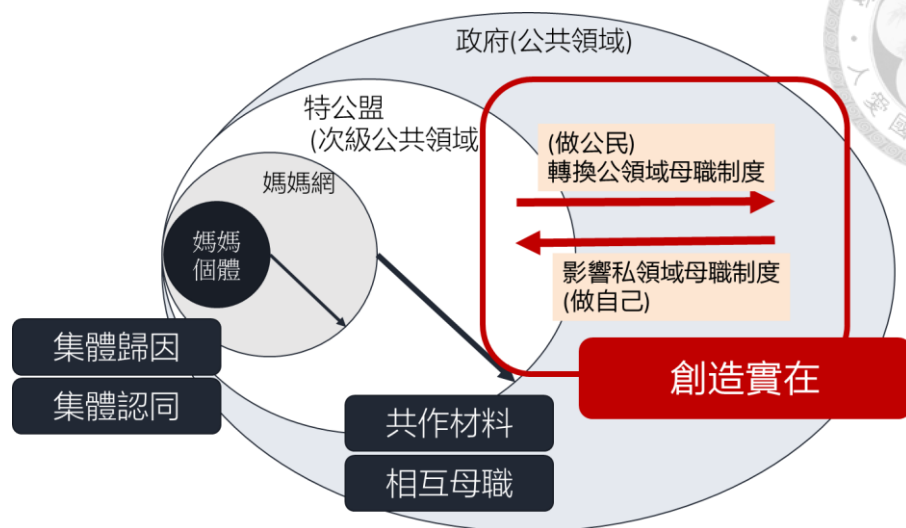 政府(公共領域)
特公盟
(次級公共領域
媽媽網
媽媽
個體
(做公民)
轉換公領域母職制度
影響私領域母職制度
(做自己)
集體歸因
集體認同
共作材料
相互母職
創造實在
人愛國